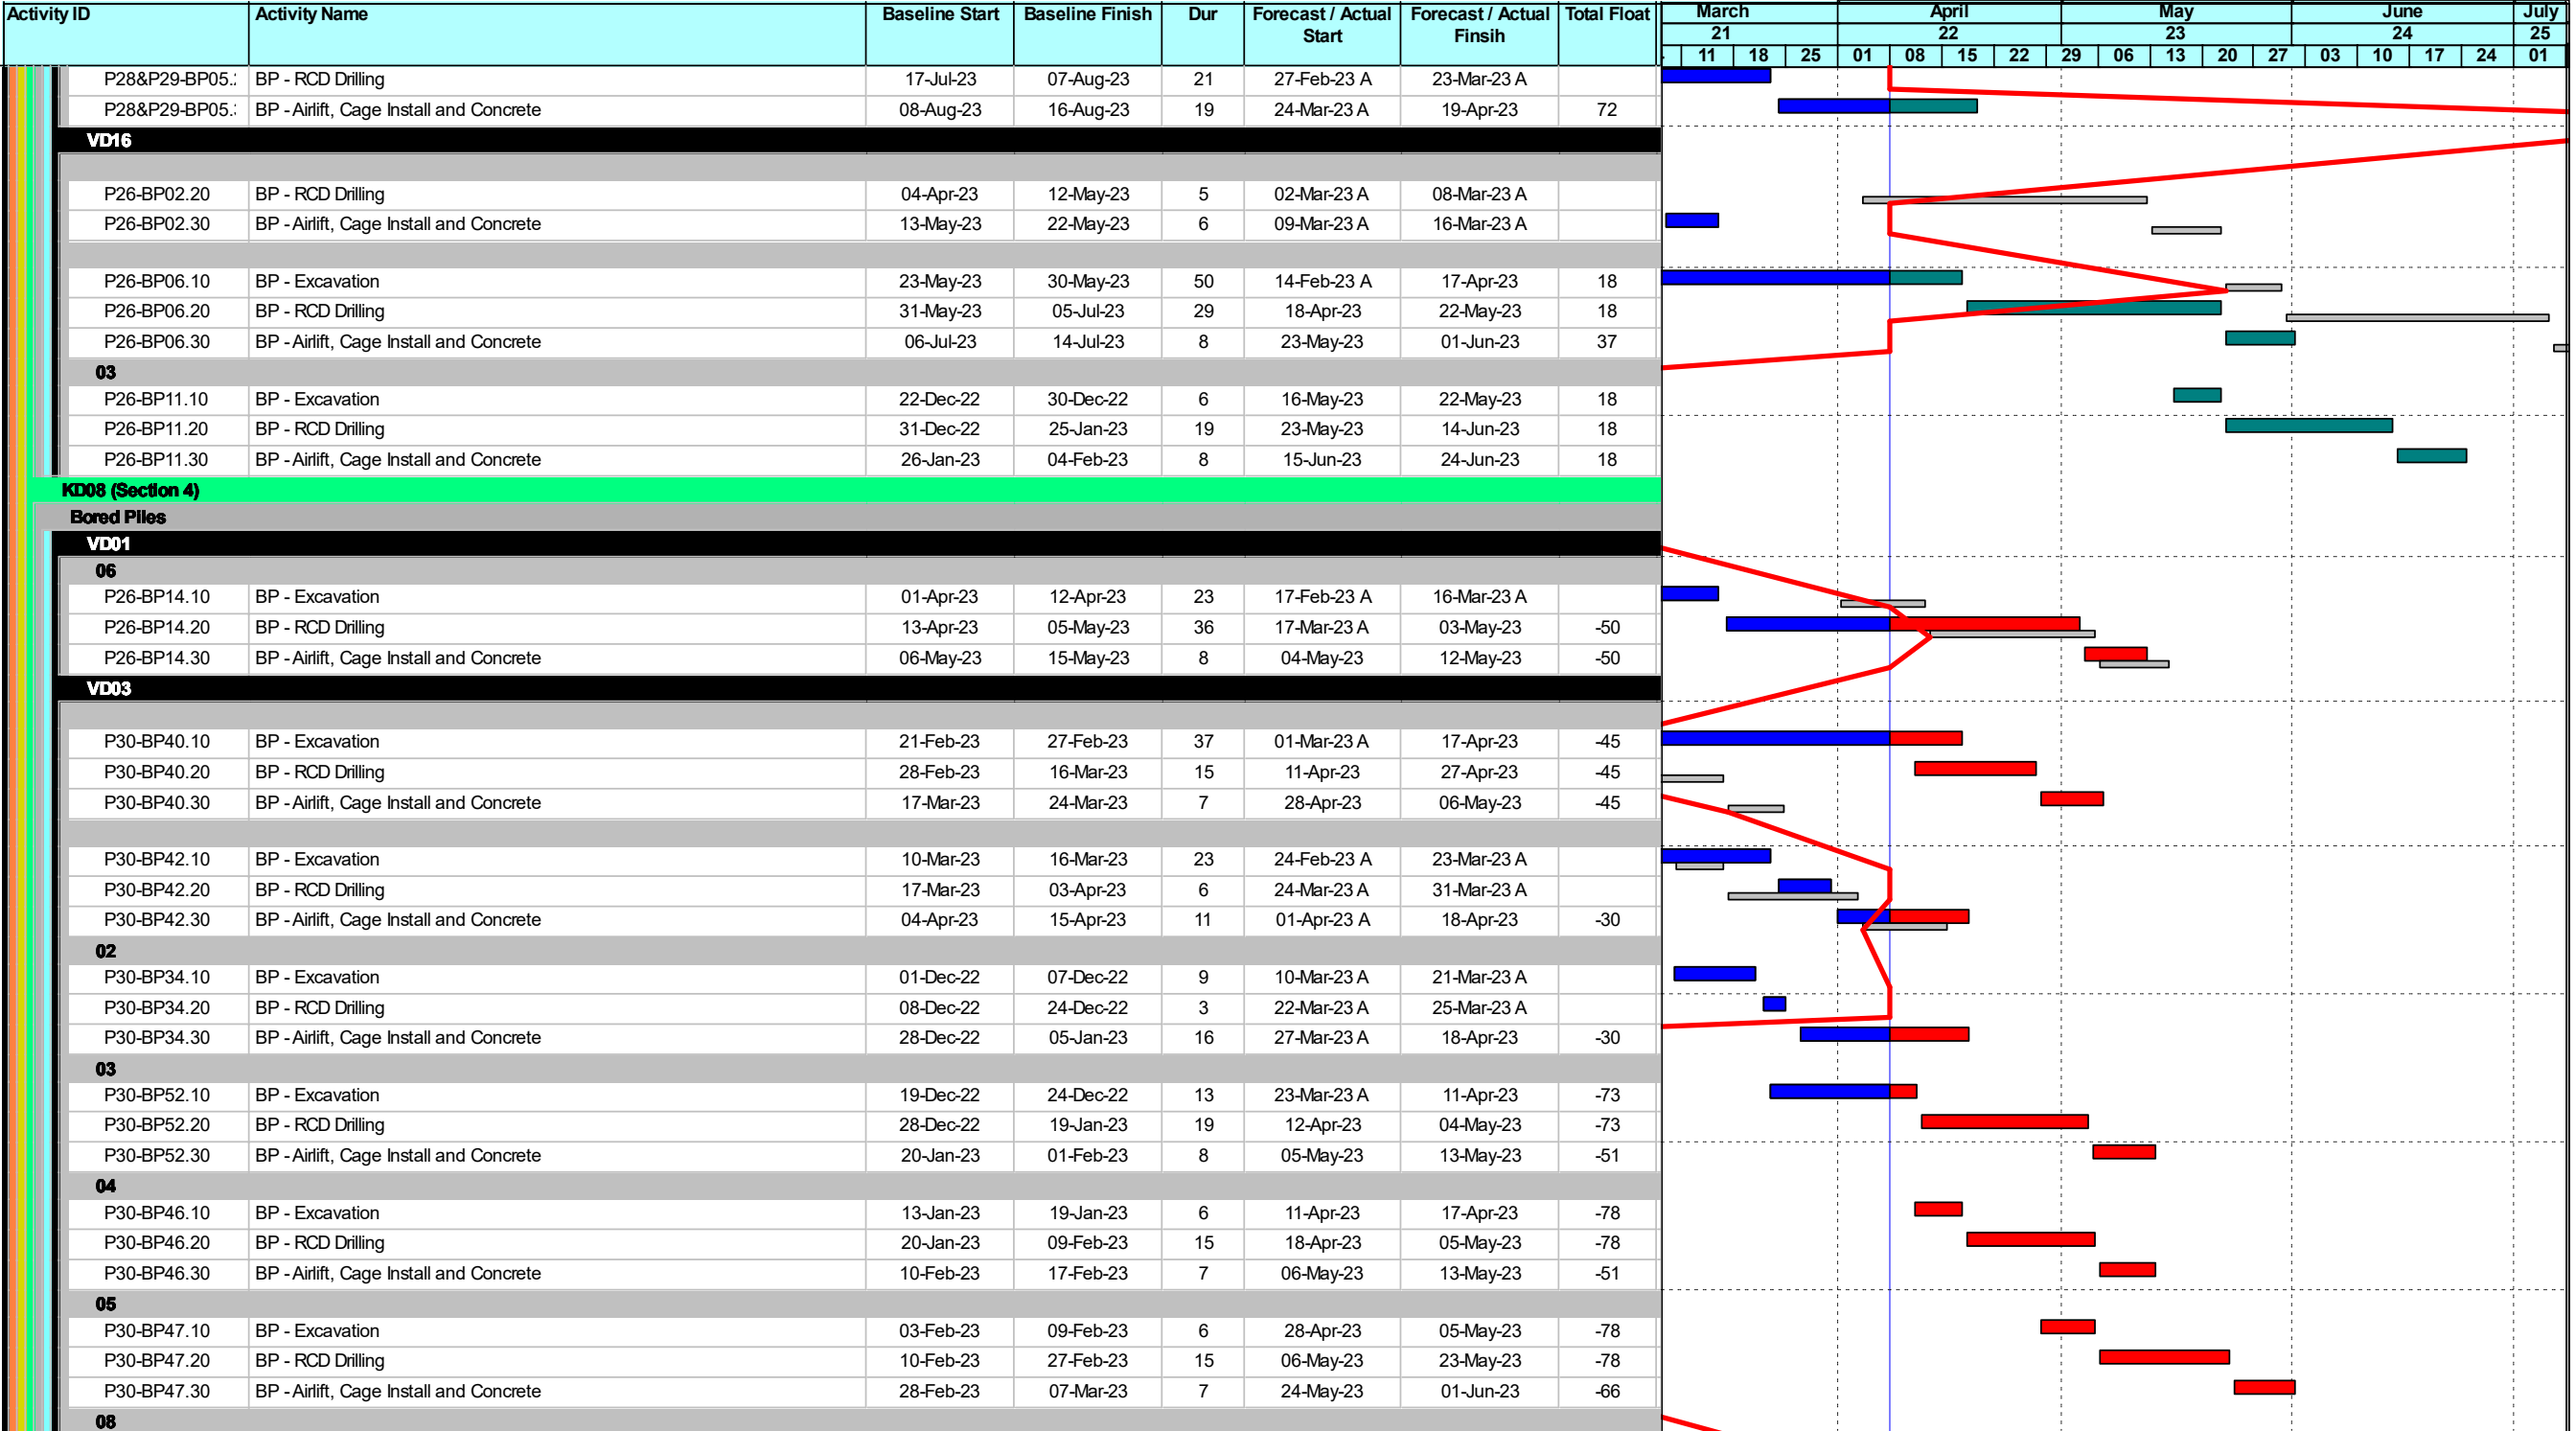 Activity ID Activity Name Baseline Start Baseline Finish Dur Forecast / Actual Start Forecast / Actual Finsih Total Float March April May June July
21 22 23 24 25
11 18 25 01 08 15 22 29 06 13 20 27 03 10 17 24 01
P28&P29-BP05. BP - RCD Drilling 17-Jul-23 07-Aug-23 21 27-Feb-23 A 23-Mar-23 A
P28&P29-BP05. BP - Airlift, Cage Install and Concrete 08-Aug-23 16-Aug-23 19 24-Mar-23 A 19-Apr-23 72
VD16
P26-BP02.20 BP - RCD Drilling 04-Apr-23 12-May-23 5 02-Mar-23 A 08-Mar-23 A
P26-BP02.30 BP - Airlift, Cage Install and Concrete 13-May-23 22-May-23 6 09-Mar-23 A 16-Mar-23 A
P26-BP06.10 BP - Excavation 23-May-23 30-May-23 50 14-Feb-23 A 17-Apr-23 18
P26-BP06.20 BP - RCD Drilling 31-May-23 05-Jul-23 29 18-Apr-23 22-May-23 18
P26-BP06.30 BP - Airlift, Cage Install and Concrete 06-Jul-23 14-Jul-23 8 23-May-23 01-Jun-23 37
03
P26-BP11.10 BP - Excavation 22-Dec-22 30-Dec-22 6 16-May-23 22-May-23 18
P26-BP11.20 BP - RCD Drilling 31-Dec-22 25-Jan-23 19 23-May-23 14-Jun-23 18
P26-BP11.30 BP - Airlift, Cage Install and Concrete 26-Jan-23 04-Feb-23 8 15-Jun-23 24-Jun-23 18
KD08 (Section 4)
Bored Piles
VD01
06
P26-BP14.10 BP - Excavation 01-Apr-23 12-Apr-23 23 17-Feb-23 A 16-Mar-23 A
P26-BP14.20 BP - RCD Drilling 13-Apr-23 05-May-23 36 17-Mar-23 A 03-May-23 -50
P26-BP14.30 BP - Airlift, Cage Install and Concrete 06-May-23 15-May-23 8 04-May-23 12-May-23 -50
VD03
P30-BP40.10 BP - Excavation 21-Feb-23 27-Feb-23 37 01-Mar-23 A 17-Apr-23 -45
P30-BP40.20 BP - RCD Drilling 28-Feb-23 16-Mar-23 15 11-Apr-23 27-Apr-23 -45
P30-BP40.30 BP - Airlift, Cage Install and Concrete 17-Mar-23 24-Mar-23 7 28-Apr-23 06-May-23 -45
P30-BP42.10 BP - Excavation 10-Mar-23 16-Mar-23 23 24-Feb-23 A 23-Mar-23 A
P30-BP42.20 BP - RCD Drilling 17-Mar-23 03-Apr-23 6 24-Mar-23 A 31-Mar-23 A
P30-BP42.30 BP - Airlift, Cage Install and Concrete 04-Apr-23 15-Apr-23 11 01-Apr-23 A 18-Apr-23 -30
02
P30-BP34.10 BP - Excavation 01-Dec-22 07-Dec-22 9 10-Mar-23 A 21-Mar-23 A
P30-BP34.20 BP - RCD Drilling 08-Dec-22 24-Dec-22 3 22-Mar-23 A 25-Mar-23 A
P30-BP34.30 BP - Airlift, Cage Install and Concrete 28-Dec-22 05-Jan-23 16 27-Mar-23 A 18-Apr-23 -30
03
P30-BP52.10 BP - Excavation 19-Dec-22 24-Dec-22 13 23-Mar-23 A 11-Apr-23 -73
P30-BP52.20 BP - RCD Drilling 28-Dec-22 19-Jan-23 19 12-Apr-23 04-May-23 -73
P30-BP52.30 BP - Airlift, Cage Install and Concrete 20-Jan-23 01-Feb-23 8 05-May-23 13-May-23 -51
04
P30-BP46.10 BP - Excavation 13-Jan-23 19-Jan-23 6 11-Apr-23 17-Apr-23 -78
P30-BP46.20 BP - RCD Drilling 20-Jan-23 09-Feb-23 15 18-Apr-23 05-May-23 -78
P30-BP46.30 BP - Airlift, Cage Install and Concrete 10-Feb-23 17-Feb-23 7 06-May-23 13-May-23 -51
05
P30-BP47.10 BP - Excavation 03-Feb-23 09-Feb-23 6 28-Apr-23 05-May-23 -78
P30-BP47.20 BP - RCD Drilling 10-Feb-23 27-Feb-23 15 06-May-23 23-May-23 -78
P30-BP47.30 BP - Airlift, Cage Install and Concrete 28-Feb-23 07-Mar-23 7 24-May-23 01-Jun-23 -66
08